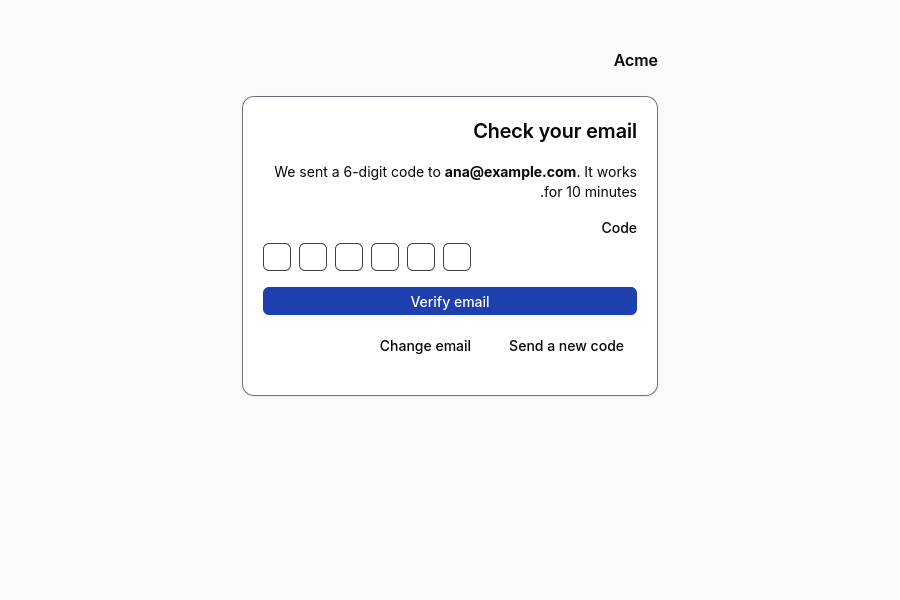 Acme
Check your email
We sent a 6-digit code to ana@example.com. It works
for 10 minutes.
Code
Verify email
Send a new code
Change email